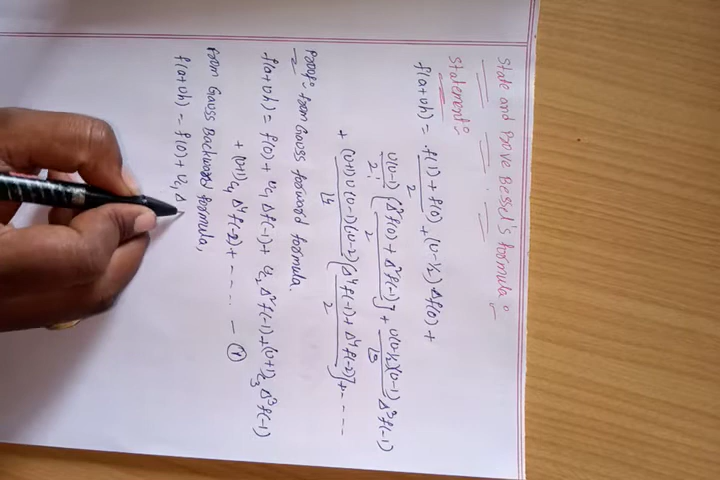 State and Prove Bessel's formula:
Statement:
f(a+uh) = f(1) + f(0) / 2 + (u-1/2) Δf(0) +
u(u-1) / 2! [Δ²f(0) + Δ²f(-1) / 2] + u(u-1/2)(u-1) / 3 Δ³f(-1)
+ (u+1)u(u-1)(u-2) / 4 [Δ⁴f(-1) + Δ⁴f(-2) / 2] + - - - -
Proof: from Gauss forward formula.
f(a+uh) = f(0) + uc₁ Δf(-1) + uc₂ Δ²f(-1) + (u+1)c₃ Δ³f(-1)
+ (u+1)c₄ Δ⁴f(-2) + - - - - — (1)
From Gauss Backward formula,
f(a+uh) = f(0) + uc₁ Δ